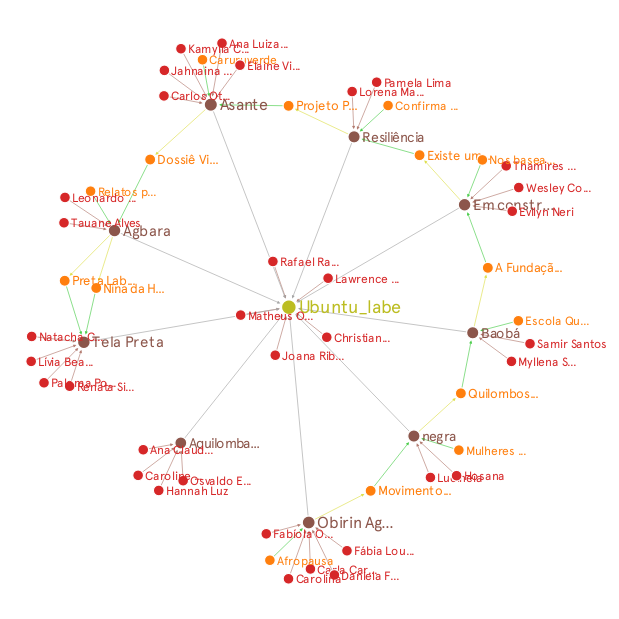 Ana Luiza...
Kamylla C...
Caruruverde
Elaine Vi...
Jahnaina ...
Carlos Ot...
Asante
Projeto P...
Pamela Lima
Lorena Ma...
Confirma ...
Resiliência
Existe um
Nos basea...
Thamires ...
Dossiê Vi...
Wesley Co...
Em constr...
Evilyn Neri
Relatos p...
Leonardo ...
Tauane Alves
Agbara
Rafael Ra...
Lawrence ...
A Fundaçã...
Preta Lab...
Nina da H...
Ubuntu_labe
Matheus O...
Escola Qu...
Baobá
Samir Santos
Natacha G...
Tela Preta
Christian...
Joana Rib...
Livia Bea...
Myllena S...
Paloma Po...
Renata Si...
Quilombos...
negra
Aquilomba...
Ana Claud...
Mulheres ...
Caroline
Osvaldo E...
Hannah Luz
Lucineia
Hosana
Movimento...
Obirin Ag...
Fabíola O...
Fábia Lou...
Afropausa
Carla Car...
Carolina
Daniela F...